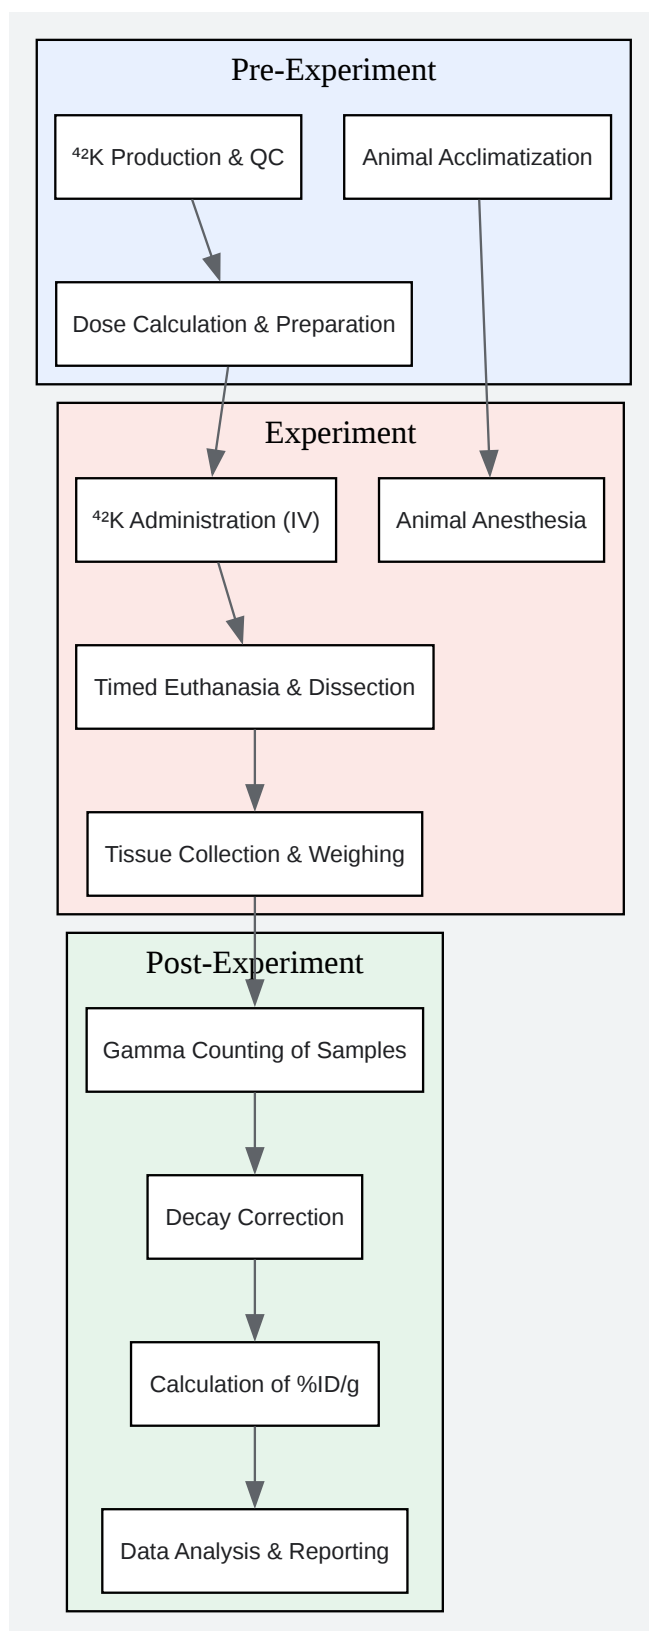 Pre-Experiment
⁴²K Production & QC
Animal Acclimatization
Dose Calculation & Preparation
Experiment
⁴²K Administration (IV)
Animal Anesthesia
Timed Euthanasia & Dissection
Tissue Collection & Weighing
Post-Experiment
Gamma Counting of Samples
Decay Correction
Calculation of %ID/g
Data Analysis & Reporting